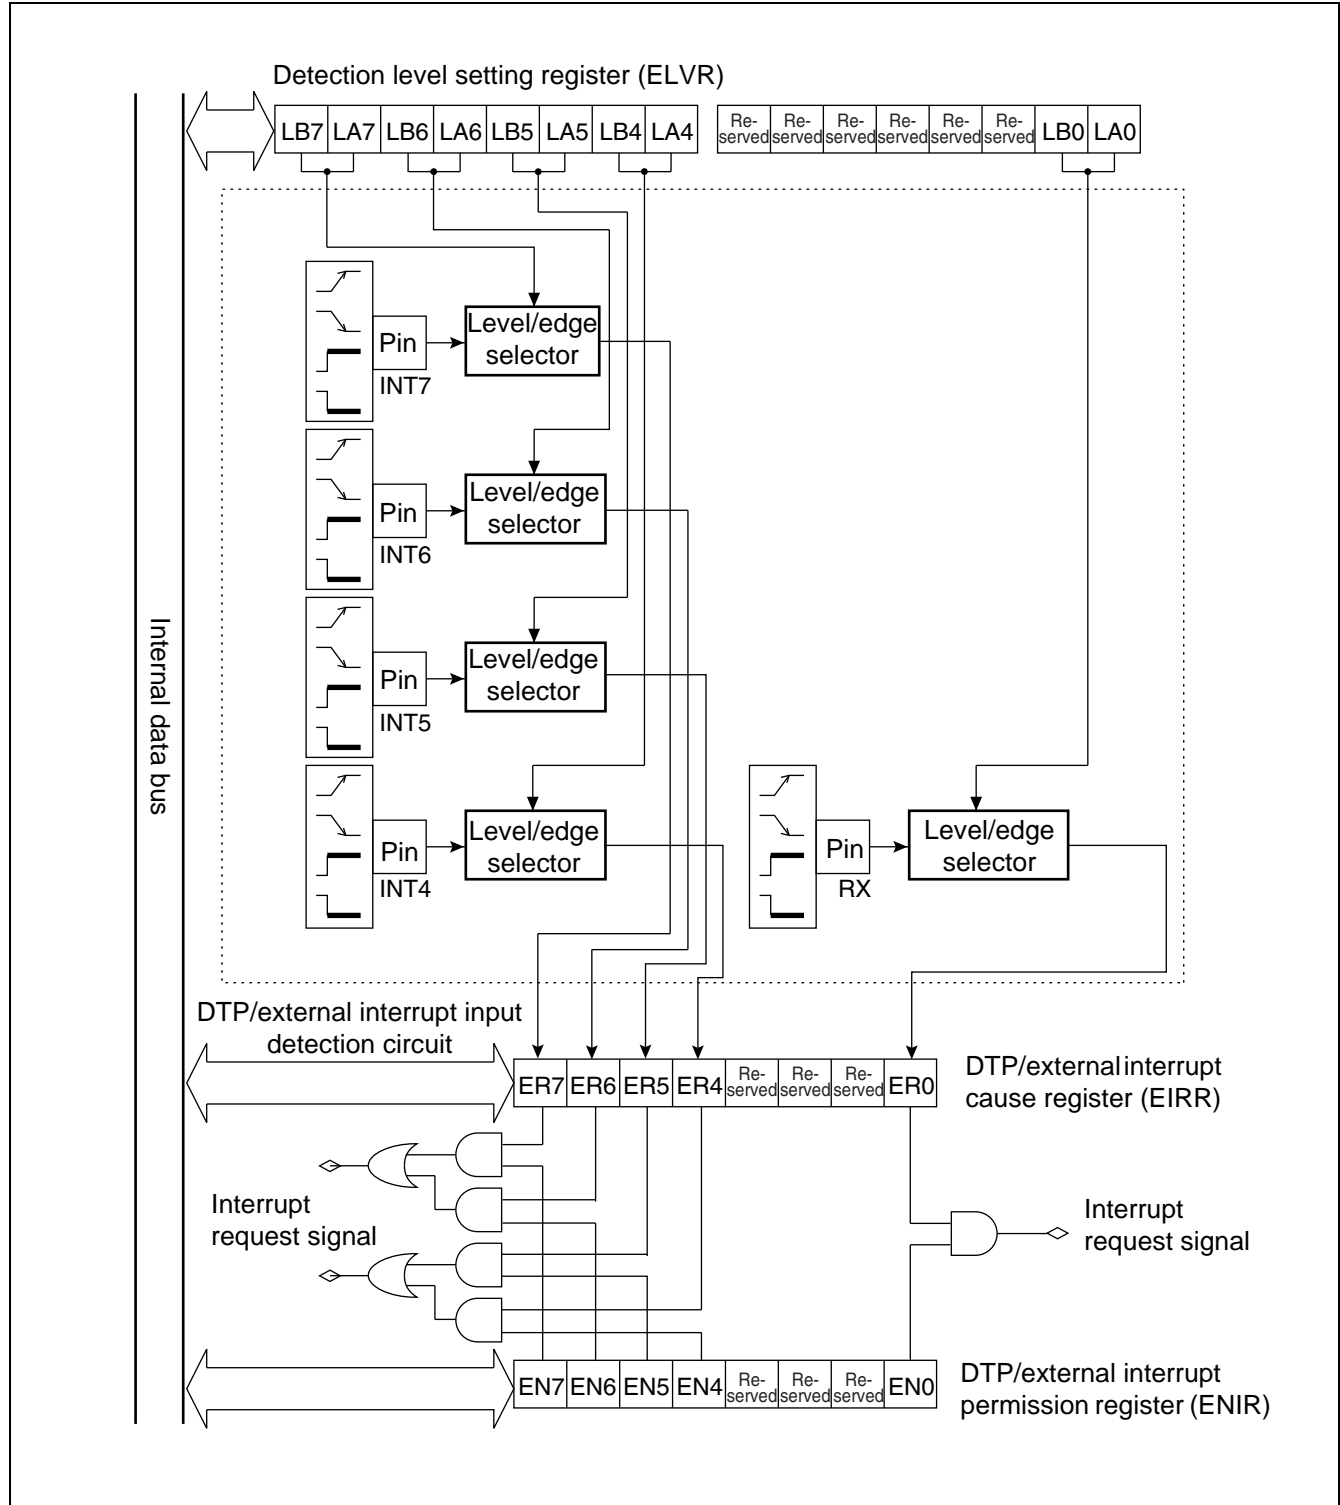 Detection level setting register (ELVR)
LB7 LA7 LB6 LA6 LB5 LA5 LB4 LA4 Re- Re- Re- Re- Re- Re- LB0 LA0
served served served served served served
Level/edge
selector
Pin
INT7
Level/edge
selector
Pin
INT6
Level/edge
selector
Pin
INT5
Level/edge
selector
Pin
INT4
Level/edge
selector
Pin
RX
Internal data bus
DTP/external interrupt input
detection circuit
ER7 ER6 ER5 ER4 Re- Re- Re- ER0
served served served
DTP/external interrupt
cause register (EIRR)
Interrupt
request signal
Interrupt
request signal
EN7 EN6 EN5 EN4 Re- Re- Re- EN0
served served served
DTP/external interrupt
permission register (ENIR)